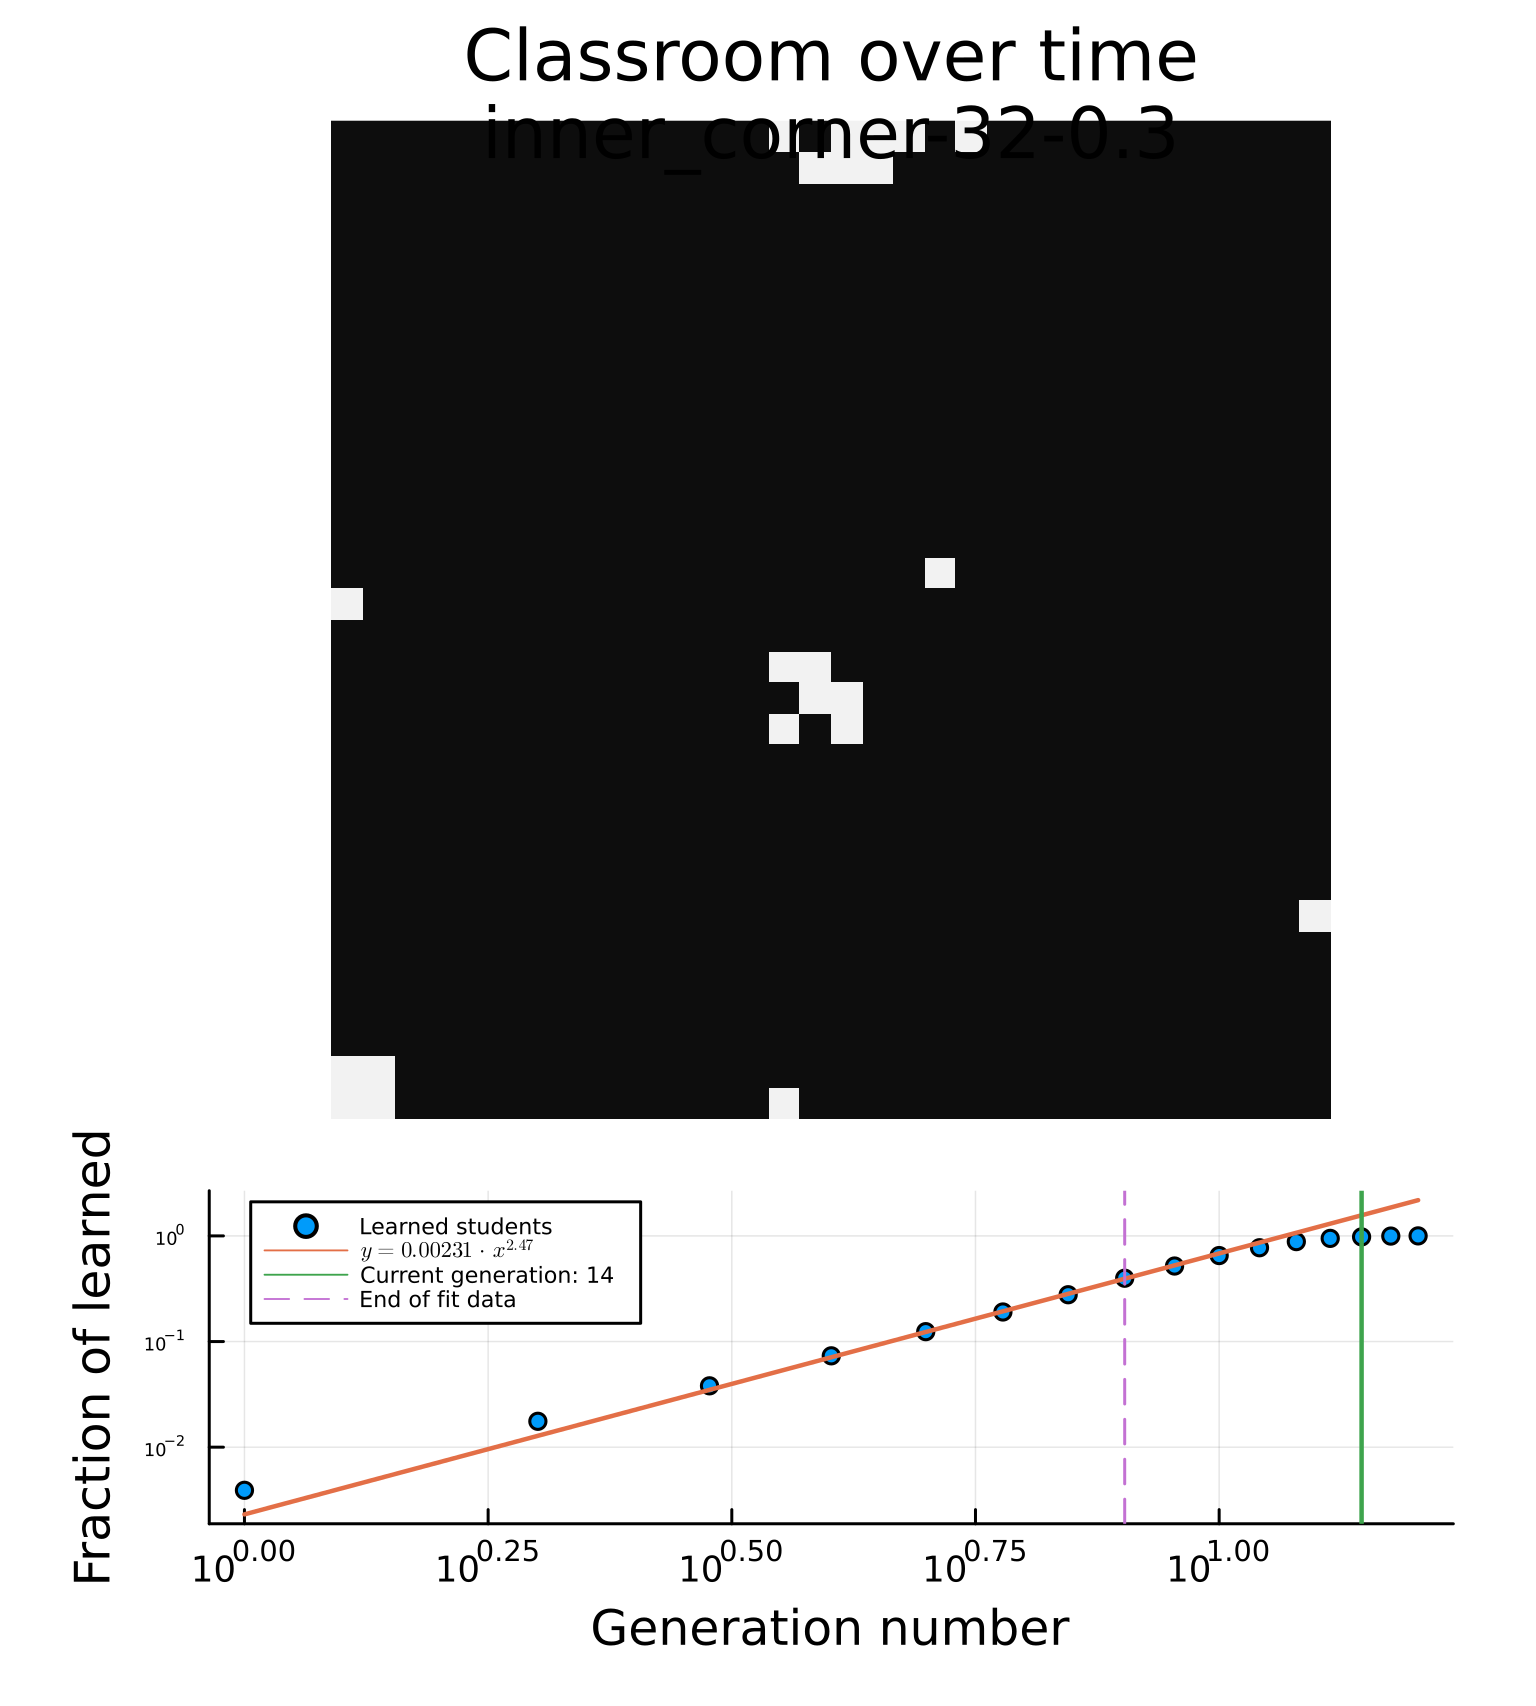 Classroom over time
inner_corner-32-0.3
Fraction of learned
10⁰
10⁻¹
10⁻²
Learned students
y = 0.00231 · x^2.47
Current generation: 14
End of fit data
10^0.00 10^0.25 10^0.50 10^0.75 10^1.00
Generation number